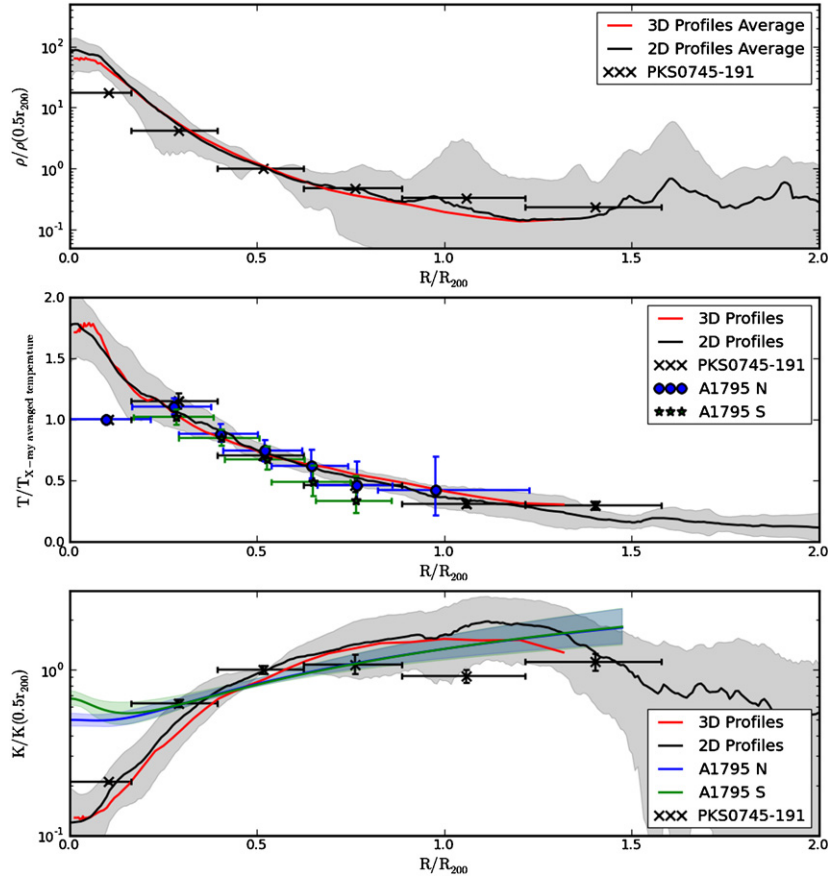 10²
10¹
10⁰
10⁻¹
ρ/ρ(0.5r₂₀₀)
3D Profiles Average
2D Profiles Average
PKS0745-191
0.0 0.5 1.0 1.5 2.0
R/R₂₀₀
2.0
1.5
1.0
0.5
0.0
T/T X−ray averaged temperature
3D Profiles
2D Profiles
PKS0745-191
A1795 N
A1795 S
0.0 0.5 1.0 1.5 2.0
R/R₂₀₀
10⁰
10⁻¹
K/K(0.5r₂₀₀)
3D Profiles
2D Profiles
A1795 N
A1795 S
PKS0745-191
0.0 0.5 1.0 1.5 2.0
R/R₂₀₀